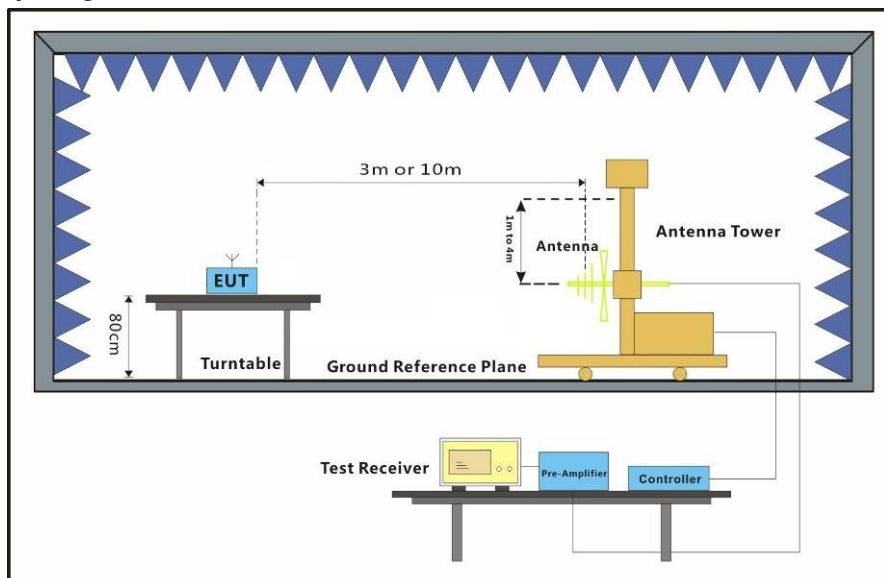 3m or 10m
1m to 4m
Antenna
Antenna Tower
EUT
80cm
Turntable
Ground Reference Plane
Test Receiver
Pre-Amplifier
Controller